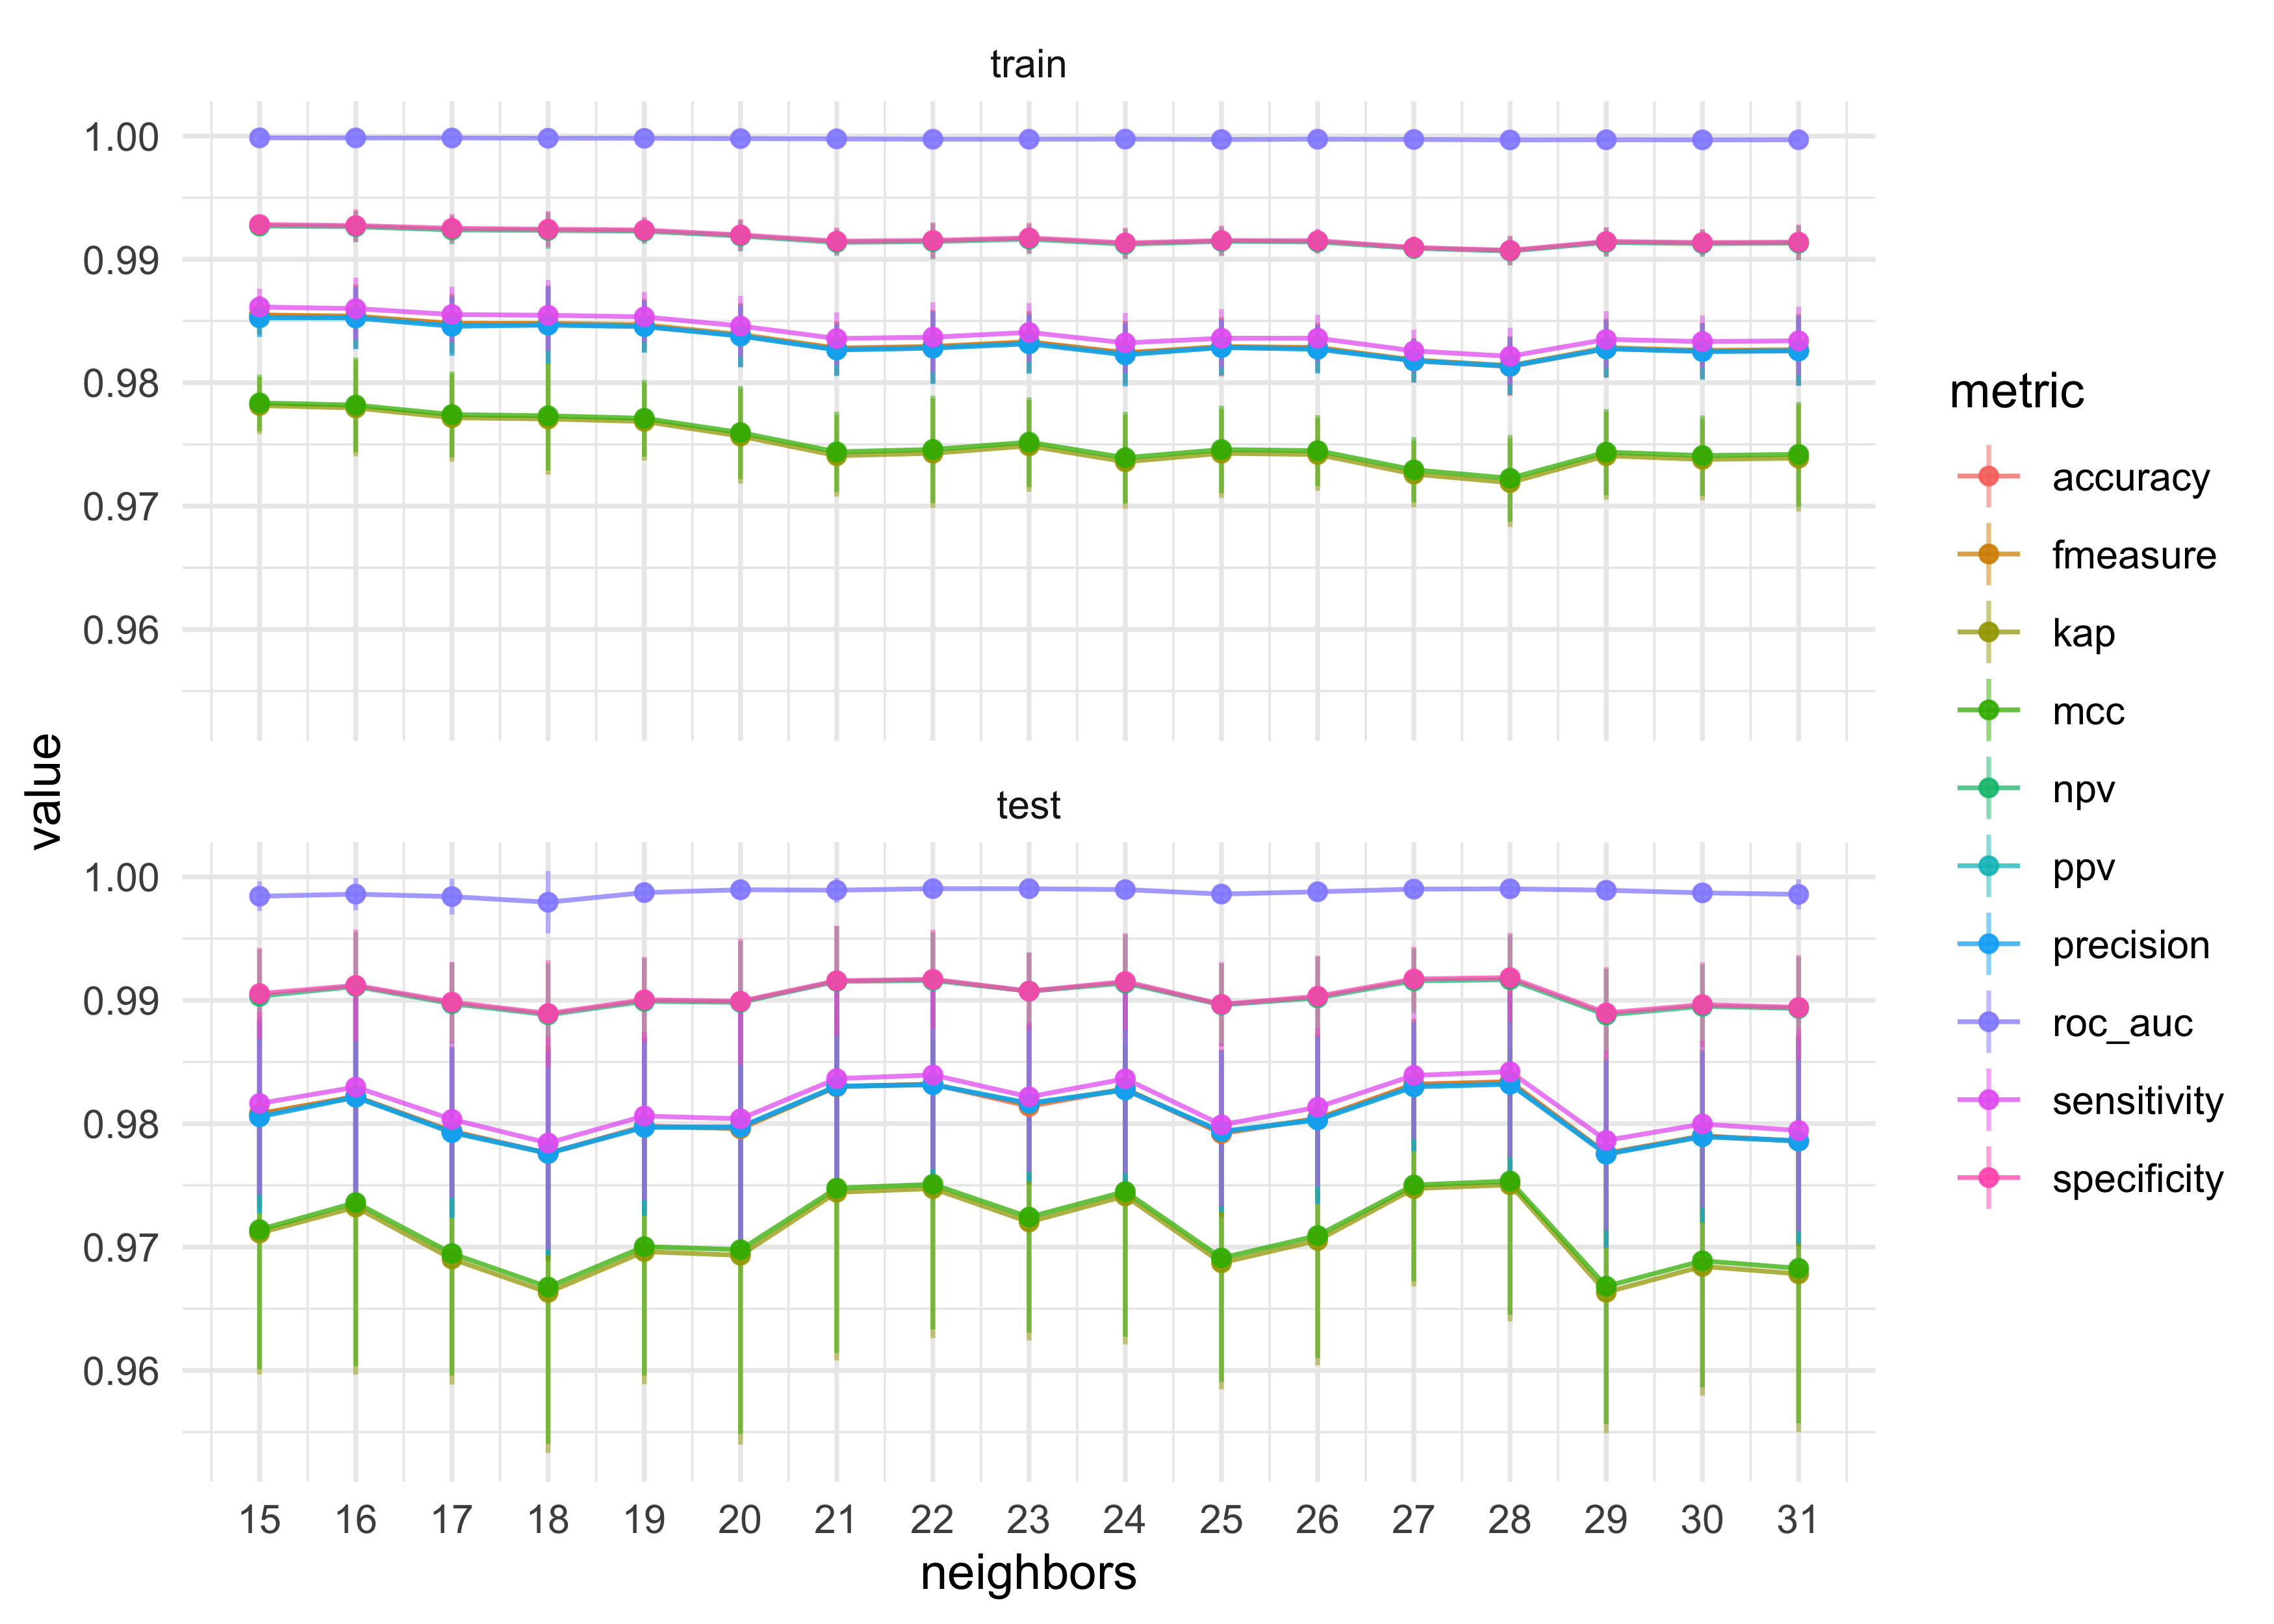 train
1.00
0.99
0.98
0.97
0.96
value
test
1.00
0.99
0.98
0.97
0.96
15 16 17 18 19 20 21 22 23 24 25 26 27 28 29 30 31
neighbors
metric
accuracy
fmeasure
kap
mcc
npv
ppv
precision
roc_auc
sensitivity
specificity